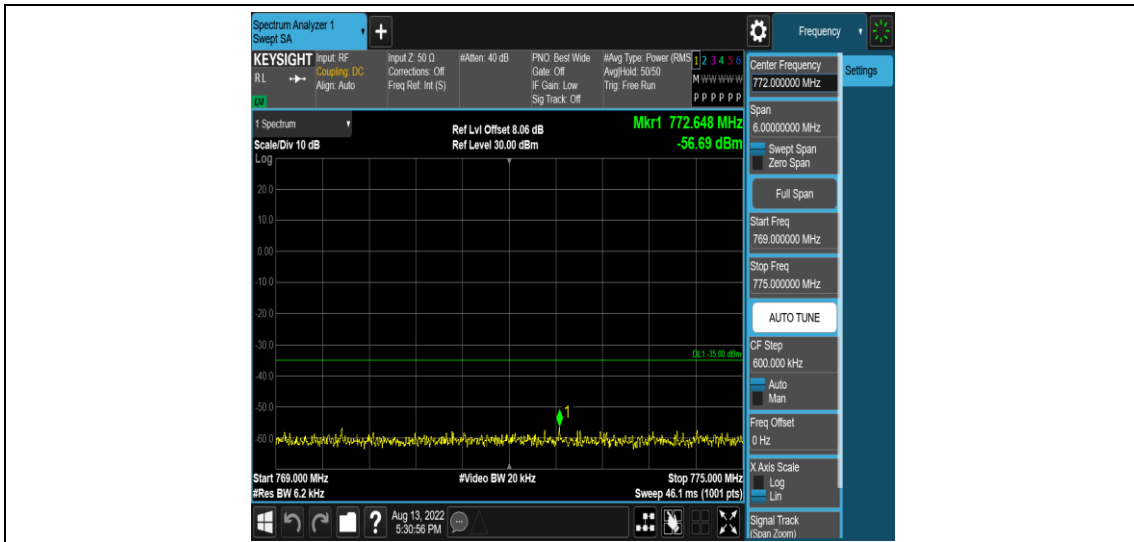 Spectrum Analyzer 1
Swept SA
+
Frequency
KEYSIGHT
R L
LXI
Input: RF
Coupling: DC
Align: Auto
Input Z: 50 Ω
Corrections: Off
Freq Ref: Int (S)
#Atten: 40 dB
PNO: Best Wide
Gate: Off
IF Gain: Low
Sig Track: Off
#Avg Type: Power (RMS
Avg|Hold: 50/50
Trig: Free Run
1 2 3 4 5 6
M W W W W W
P P P P P P
1 Spectrum
Scale/Div 10 dB
Ref Lvl Offset 8.06 dB
Ref Level 30.00 dBm
Mkr1 772.648 MHz
-56.69 dBm
Log
20.0
10.0
0.00
-10.0
-20.0
-30.0
DL1 -35.00 dBm
-40.0
-50.0
1
-60.0
Start 769.000 MHz
#Res BW 6.2 kHz
#Video BW 20 kHz
Stop 775.000 MHz
Sweep 46.1 ms (1001 pts)
Center Frequency
772.000000 MHz
Settings
Span
6.00000000 MHz
Swept Span
Zero Span
Full Span
Start Freq
769.000000 MHz
Stop Freq
775.000000 MHz
AUTO TUNE
CF Step
600.000 kHz
Auto
Man
Freq Offset
0 Hz
X Axis Scale
Log
Lin
Signal Track
(Span Zoom)
?
Aug 13, 2022
5:30:56 PM